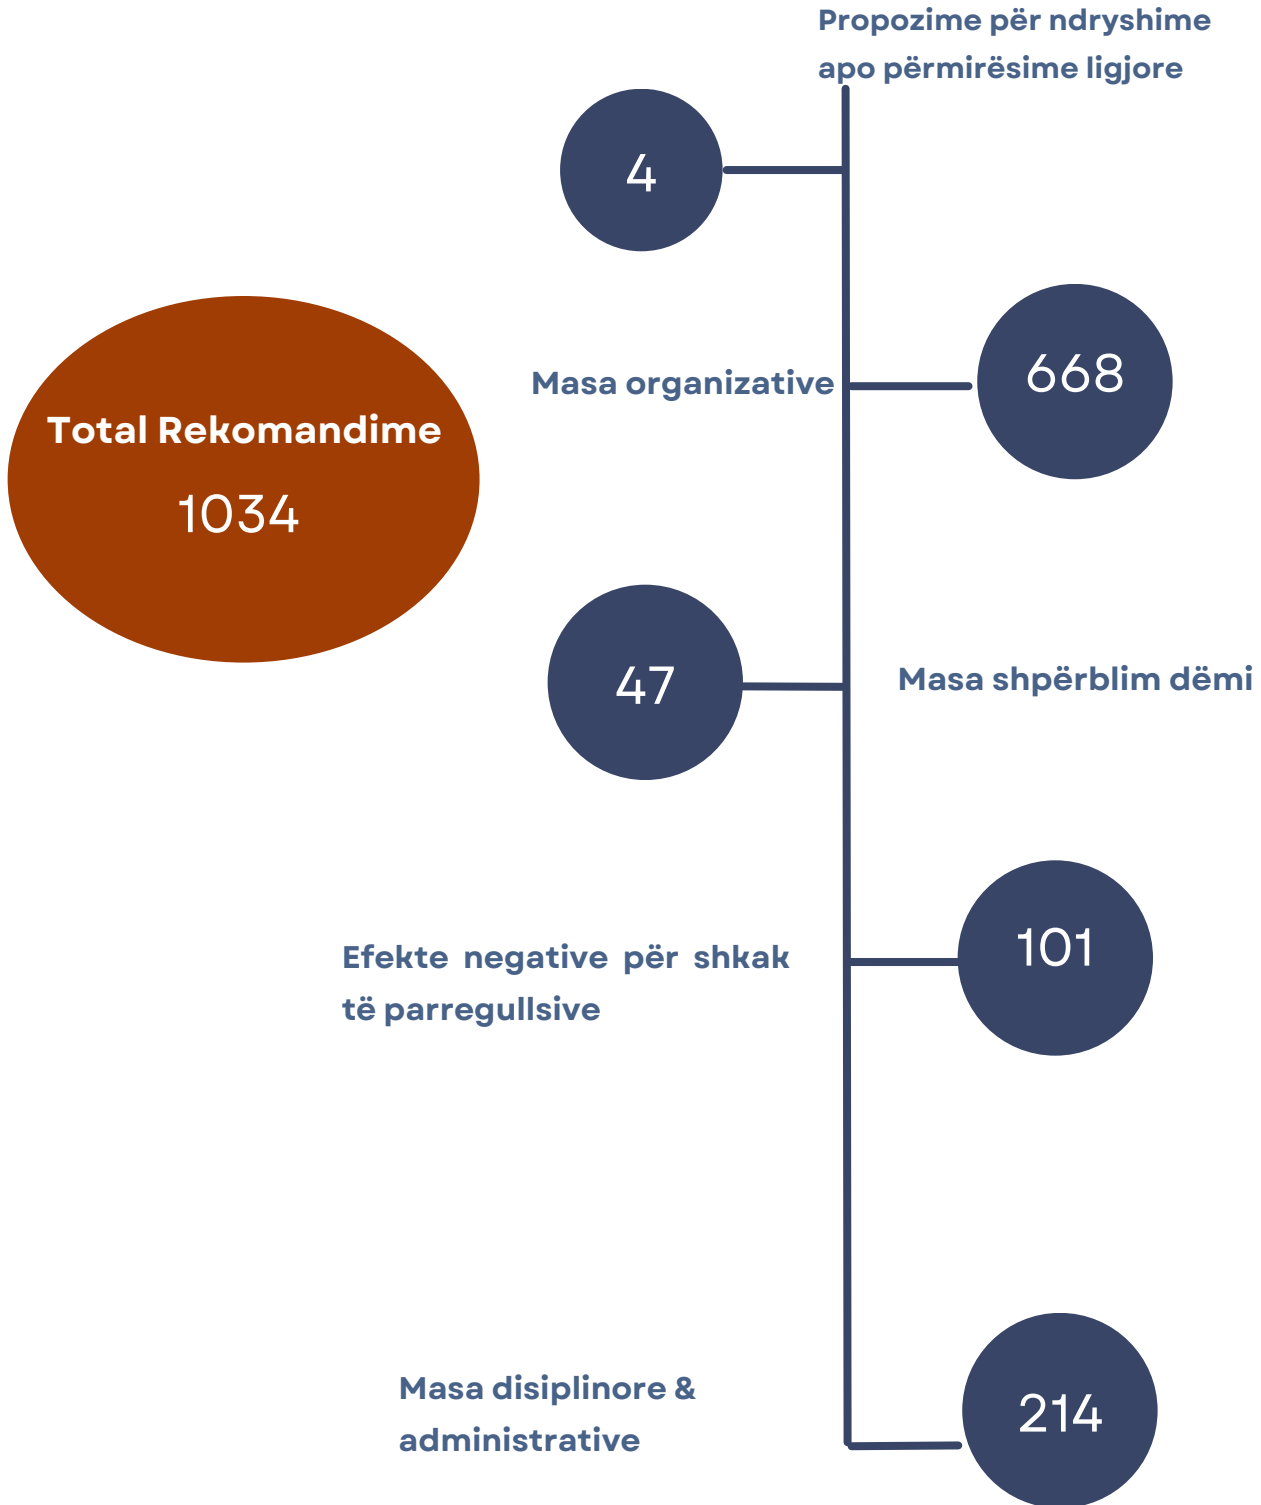 Propozime për ndryshime
apo përmirësime ligjore
4
668
Masa organizative
Total Rekomandime
1034
47
Masa shpërblim dëmi
101
Efekte negative për shkak
të parregullsive
Masa disiplinore &
administrative
214